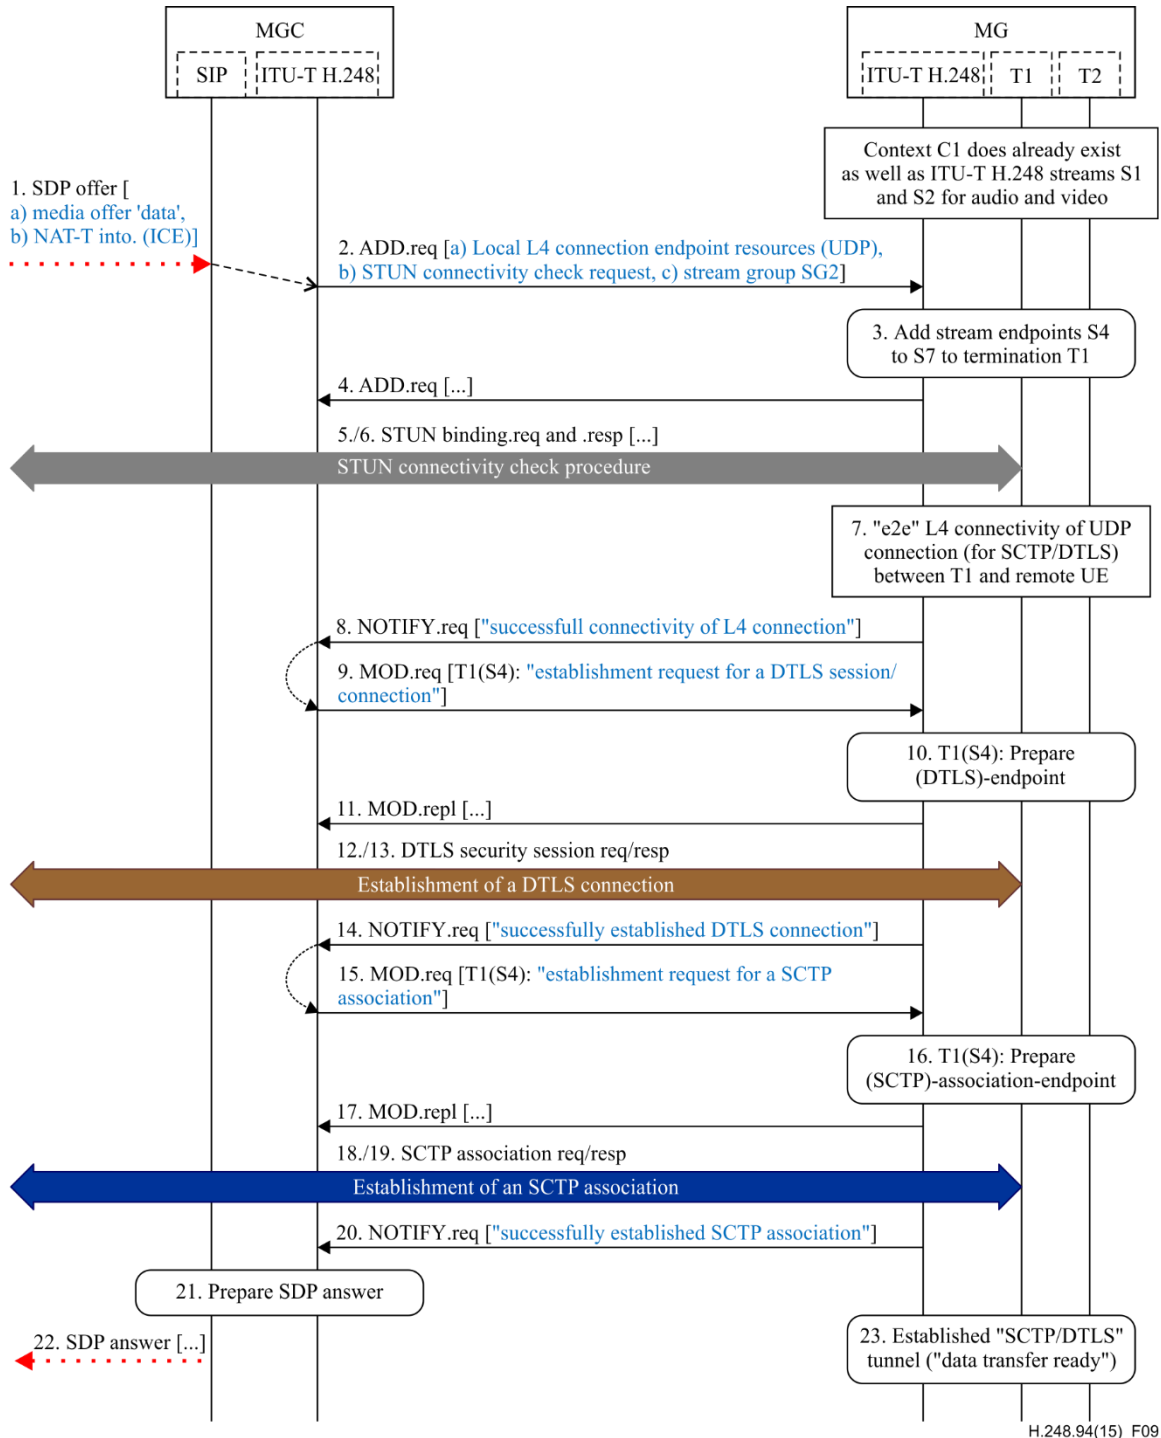 MGC
MG
SIP
ITU-T H.248
ITU-T H.248
T1
T2
Context C1 does already exist
as well as ITU-T H.248 streams S1
and S2 for audio and video
1. SDP offer [
a) media offer 'data',
b) NAT-T into. (ICE)]
2. ADD.req [a) Local L4 connection endpoint resources (UDP),
b) STUN connectivity check request, c) stream group SG2]
3. Add stream endpoints S4
to S7 to termination T1
4. ADD.req [...]
5./6. STUN binding.req and .resp [...]
STUN connectivity check procedure
7. "e2e" L4 connectivity of UDP
connection (for SCTP/DTLS)
between T1 and remote UE
8. NOTIFY.req ["successfull connectivity of L4 connection"]
9. MOD.req [T1(S4): "establishment request for a DTLS session/
connection"]
10. T1(S4): Prepare
(DTLS)-endpoint
11. MOD.repl [...]
12./13. DTLS security session req/resp
Establishment of a DTLS connection
14. NOTIFY.req ["successfully established DTLS connection"]
15. MOD.req [T1(S4): "establishment request for a SCTP
association"]
16. T1(S4): Prepare
(SCTP)-association-endpoint
17. MOD.repl [...]
18./19. SCTP association req/resp
Establishment of an SCTP association
20. NOTIFY.req ["successfully established SCTP association"]
21. Prepare SDP answer
22. SDP answer [...]
23. Established "SCTP/DTLS"
tunnel ("data transfer ready")
H.248.94(15)_F09